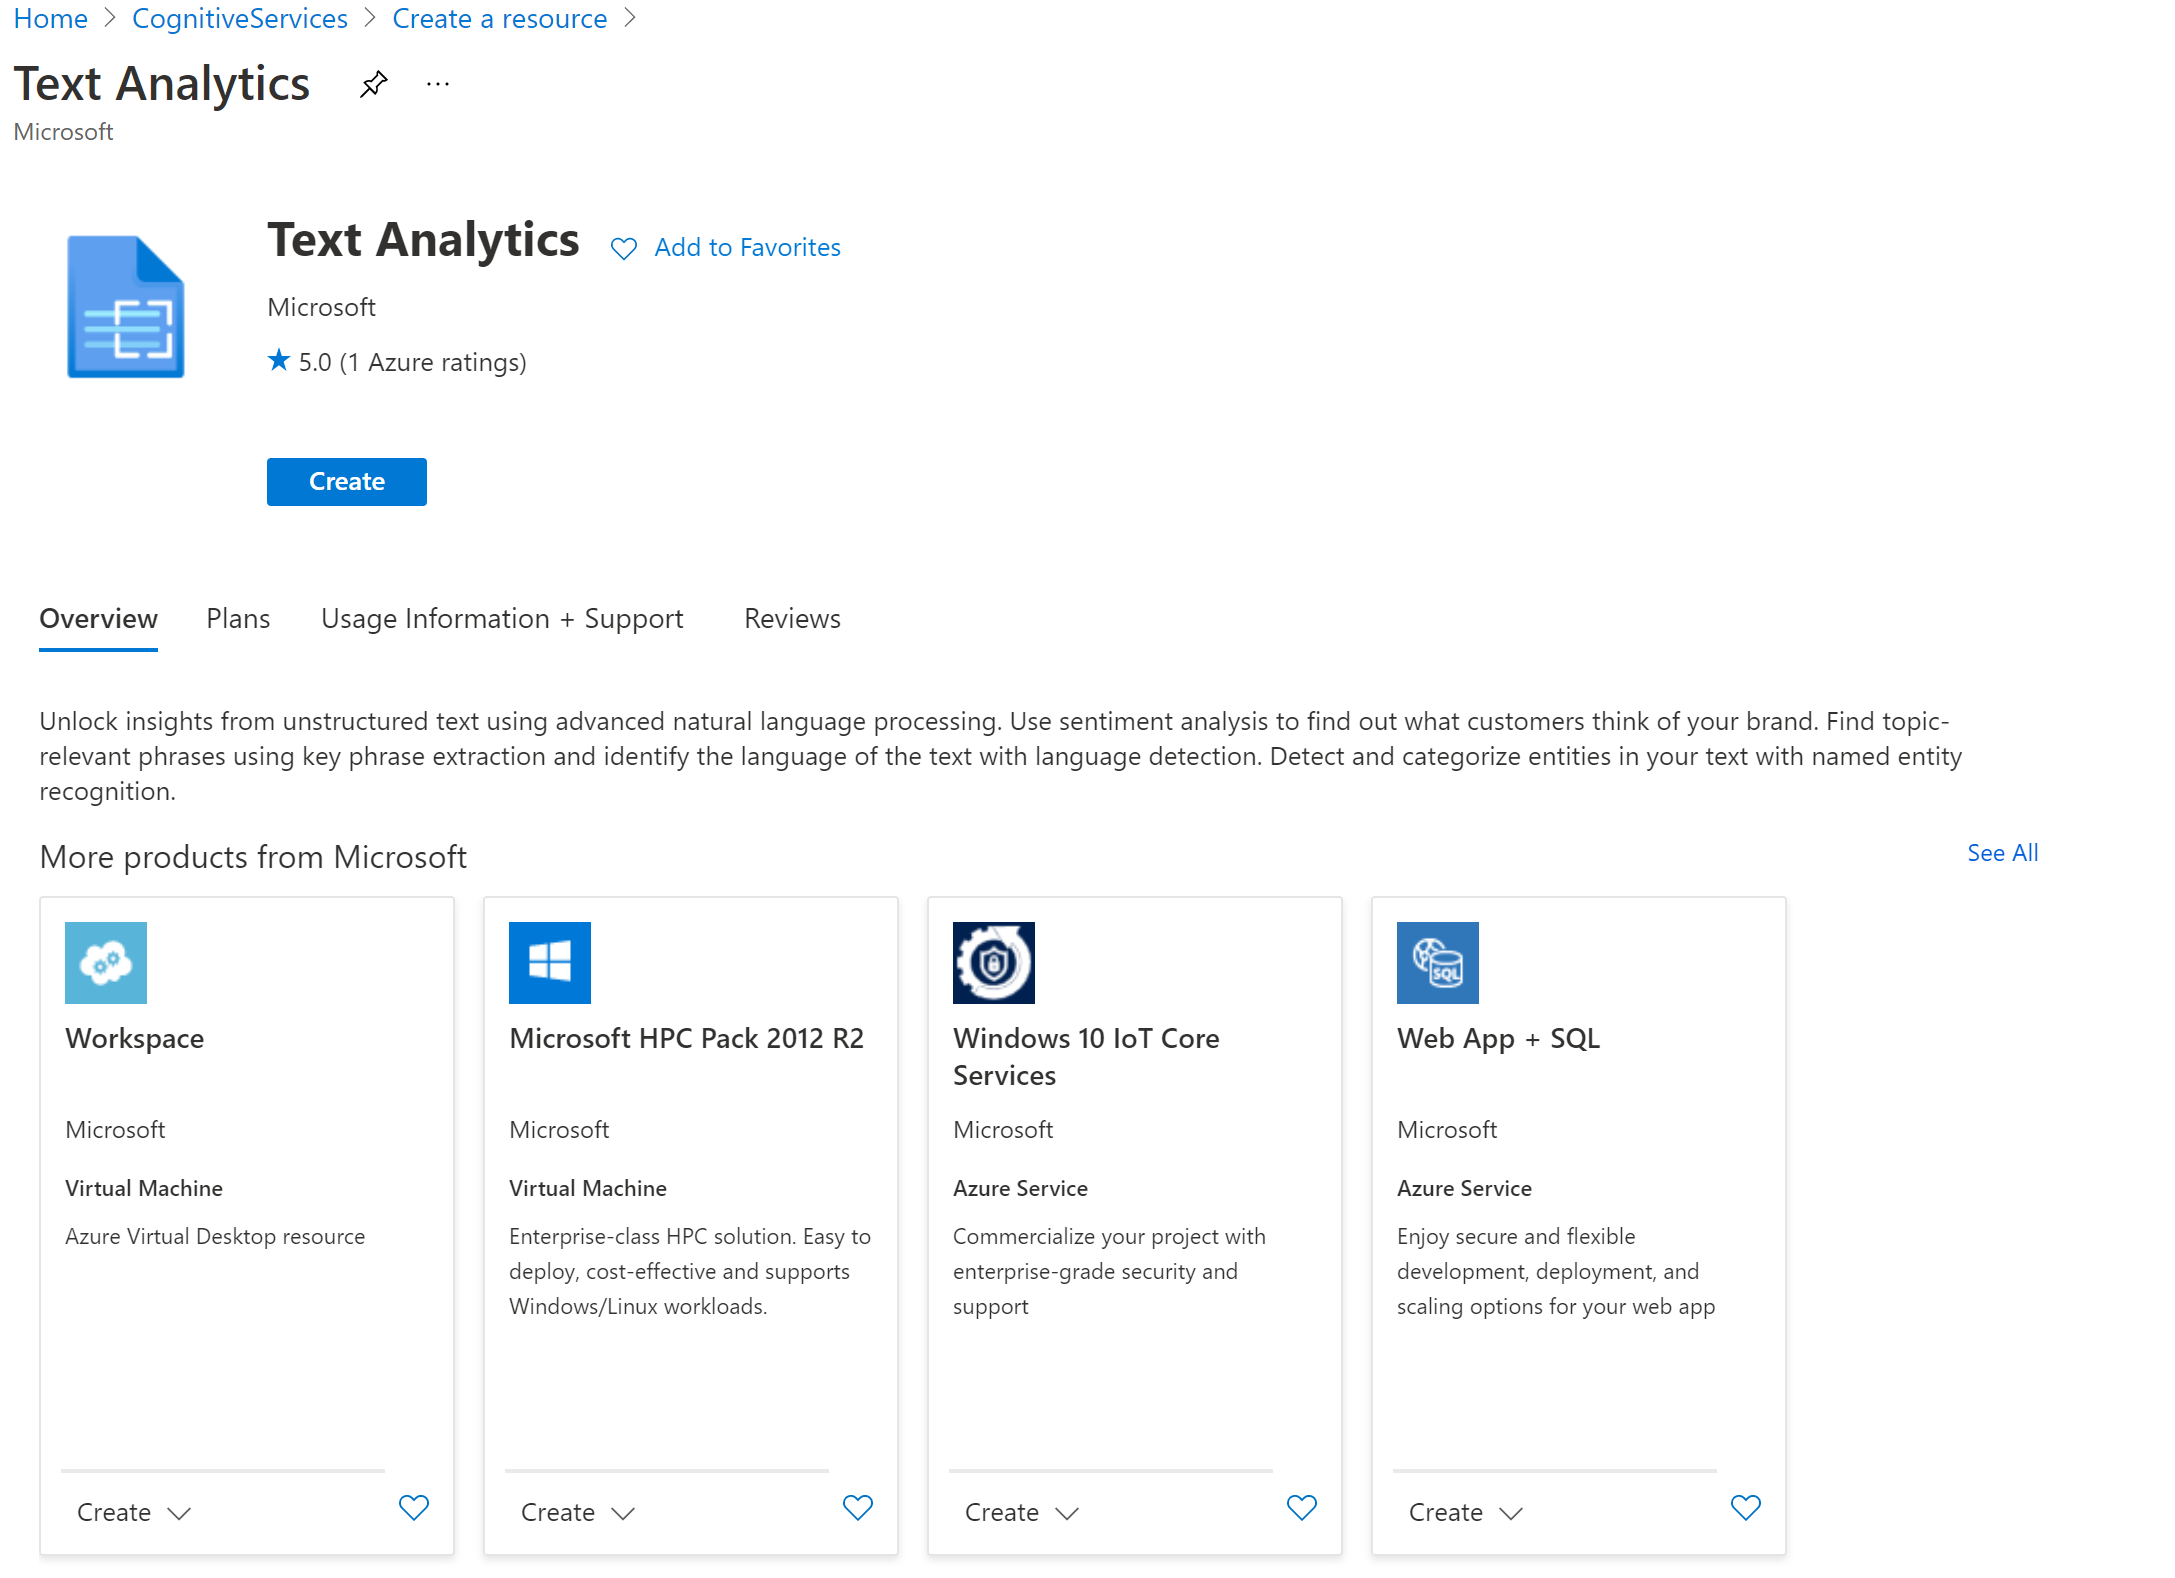 Home > CognitiveServices > Create a resource >
Text Analytics ...
Microsoft
Text Analytics Add to Favorites
Microsoft
5.0 (1 Azure ratings)
Create
Overview Plans Usage Information + Support Reviews
Unlock insights from unstructured text using advanced natural language processing. Use sentiment analysis to find out what customers think of your brand. Find topic-
relevant phrases using key phrase extraction and identify the language of the text with language detection. Detect and categorize entities in your text with named entity
recognition.
More products from Microsoft See All
Workspace
Microsoft
Virtual Machine
Azure Virtual Desktop resource
Create
Microsoft HPC Pack 2012 R2
Microsoft
Virtual Machine
Enterprise-class HPC solution. Easy to
deploy, cost-effective and supports
Windows/Linux workloads.
Create
Windows 10 IoT Core
Services
Microsoft
Azure Service
Commercialize your project with
enterprise-grade security and
support
Create
SQL
Web App + SQL
Microsoft
Azure Service
Enjoy secure and flexible
development, deployment, and
scaling options for your web app
Create